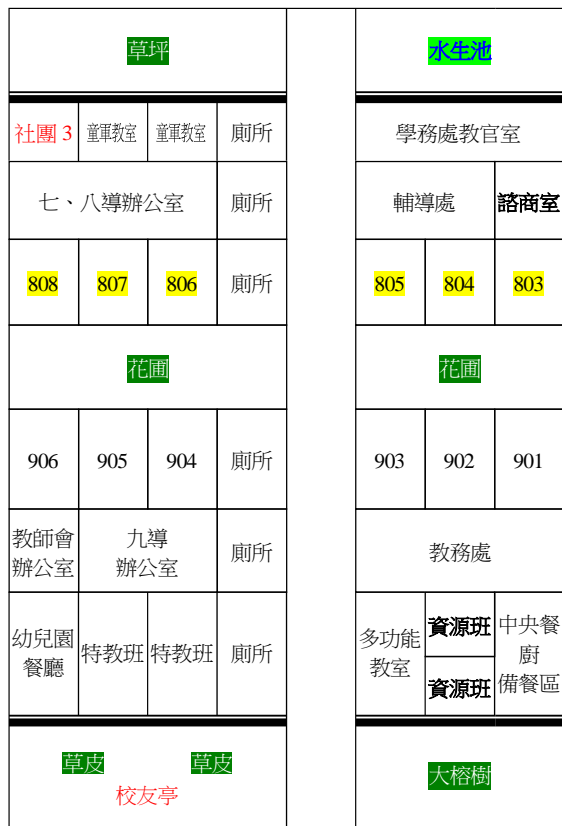 草坪
水生池
社團 3 童軍教室 童軍教室 廁所
學務處教官室
七、八導辦公室 廁所
輔導處 諮商室
808 807 806 廁所
805 804 803
花圃
花圃
906 905 904 廁所
903 902 901
教師會
辦公室
九導
辦公室
廁所
教務處
幼兒園
餐廳
特教班 特教班 廁所
多功能
教室
資源班
資源班
中央餐
廚
備餐區
草皮 草皮
校友亭
大榕樹